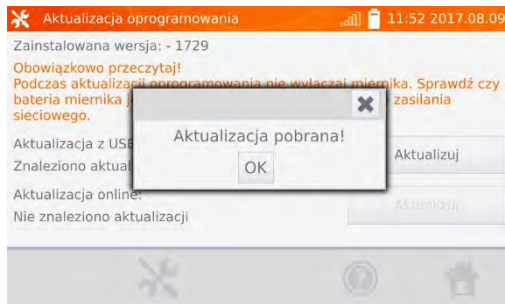 Aktualizacja oprogramowania 11:52 2017.08.09
Zainstalowana wersja: - 1729
Obowiązkowo przeczytaj!
Podczas aktualizacji oprogramowania nie wyłączaj miernika. Sprawdź czy
bateria miernika zasilania
sieciowego.
Aktualizacja pobrana!
OK
Aktualizacja z USB
Znaleziono aktual
Aktualizuj
Aktualizacja online:
Nie znaleziono aktualizacji
Aktualizuj